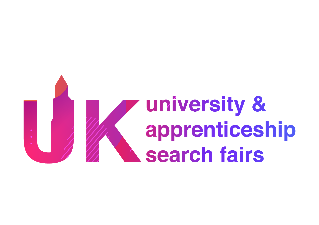 UK
university &
apprenticeship
search fairs